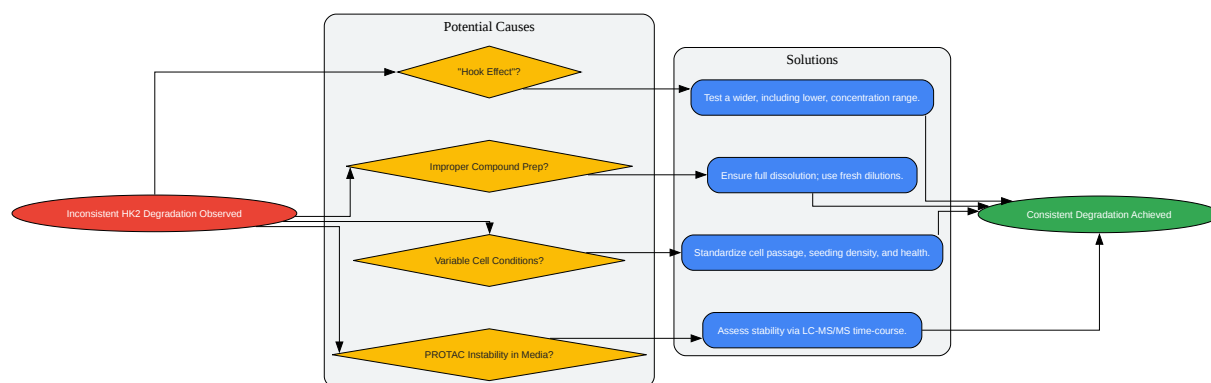 Potential Causes
"Hook Effect"?
Solutions
Test a wider, including lower, concentration range.
Improper Compound Prep?
Ensure full dissolution; use fresh dilutions.
Inconsistent HK2 Degradation Observed
Consistent Degradation Achieved
Variable Cell Conditions?
Standardize cell passage, seeding density, and health.
PROTAC Instability in Media?
Assess stability via LC-MS/MS time-course.